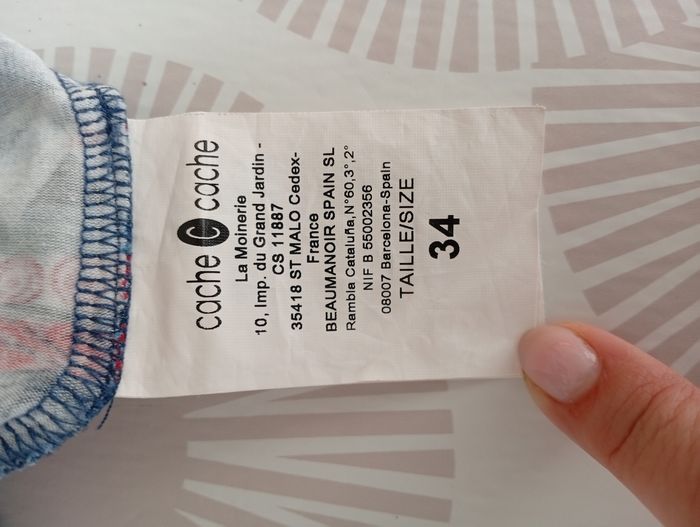 cache C cache
La Moinerie
10, Imp. du Grand Jardin -
CS 11887
35418 ST MALO Cedex-
France
BEAUMANOIR SPAIN SL
Rambla Cataluña,N°60,3°,2°
NIF B 55002356
08007 Barcelona-Spain
TAILLE/SIZE
34